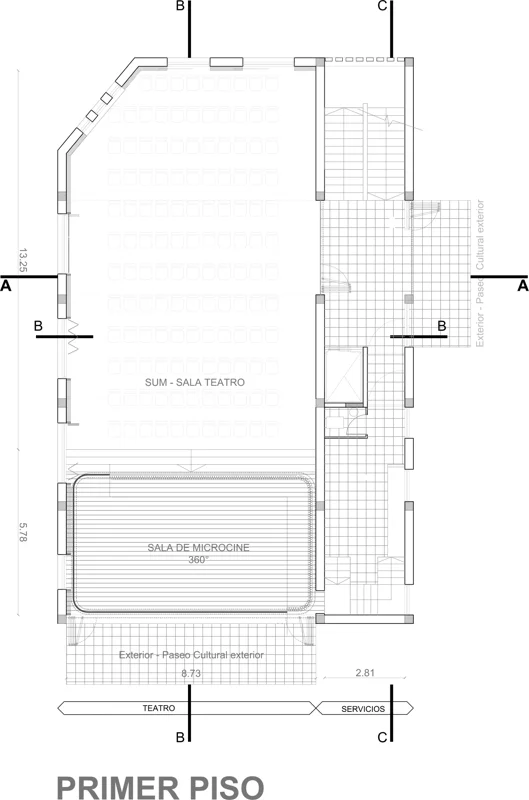 B
C
Exterior - Paseo Cultural exterior
13.25
A
A
B
B
SUM - SALA TEATRO
5.78
SALA DE MICROCINE
360°
Exterior - Paseo Cultural exterior
8.73
2.81
TEATRO
SERVICIOS
B
C
PRIMER PISO